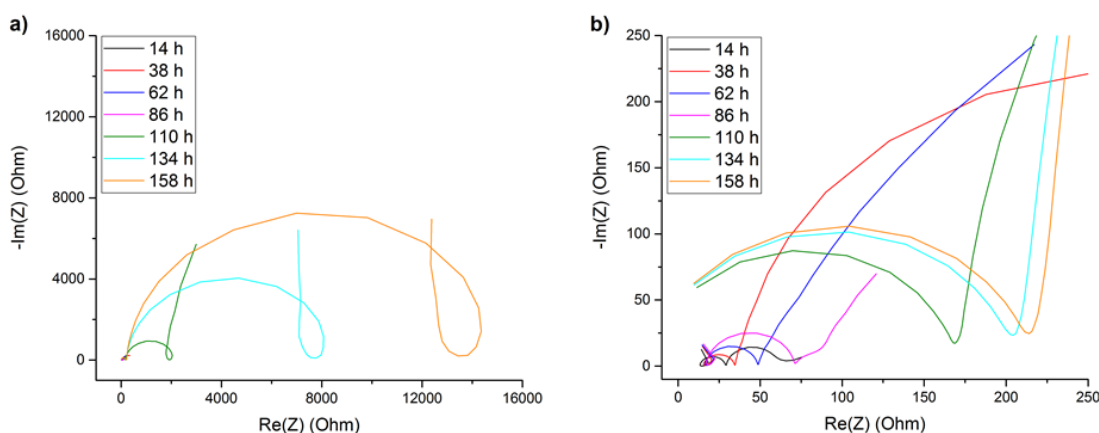 a)
16000
12000
8000
4000
0
-Im(Z) (Ohm)
14 h
38 h
62 h
86 h
110 h
134 h
158 h
0 4000 8000 12000 16000
Re(Z) (Ohm)
b)
250
200
150
100
50
0
-Im(Z) (Ohm)
14 h
38 h
62 h
86 h
110 h
134 h
158 h
0 50 100 150 200 250
Re(Z) (Ohm)